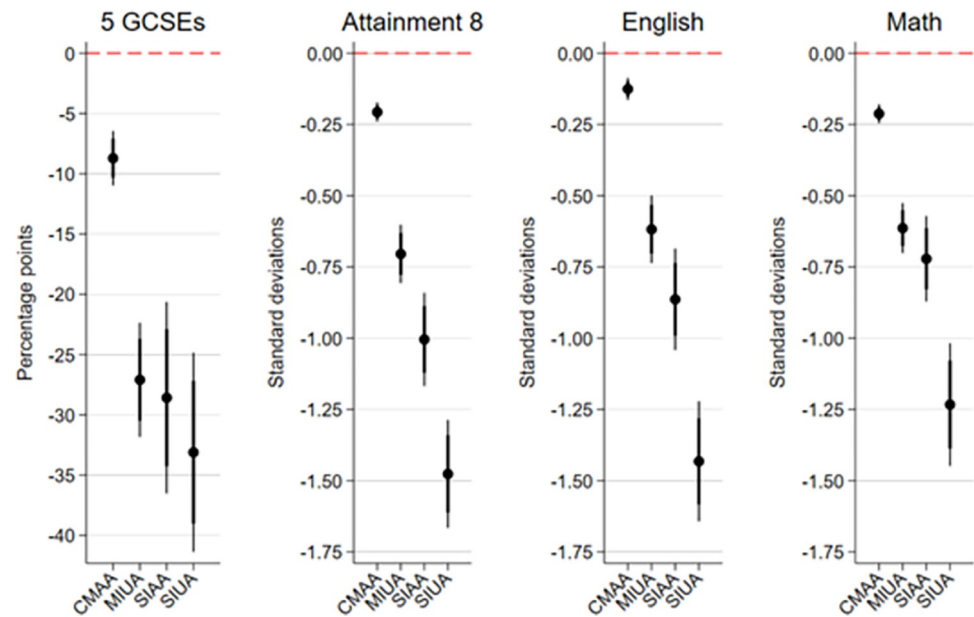 5 GCSEs
Percentage points
0
-5
-10
-15
-20
-25
-30
-35
-40
CMAA
MIUA
SIAA
SIUA
Attainment 8
Standard deviations
0.00
-0.25
-0.50
-0.75
-1.00
-1.25
-1.50
-1.75
CMAA
MIUA
SIAA
SIUA
English
Standard deviations
0.00
-0.25
-0.50
-0.75
-1.00
-1.25
-1.50
-1.75
CMAA
MIUA
SIAA
SIUA
Math
Standard deviations
0.00
-0.25
-0.50
-0.75
-1.00
-1.25
-1.50
-1.75
CMAA
MIUA
SIAA
SIUA